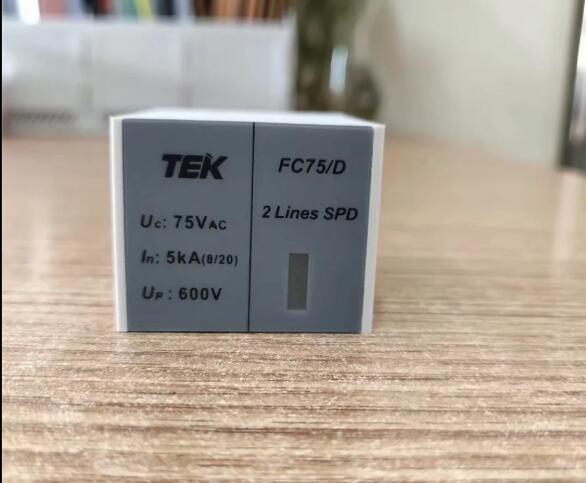 TEK
Uc: 75VAC
In: 5kA(8/20)
UP: 600V
FC75/D
2 Lines SPD